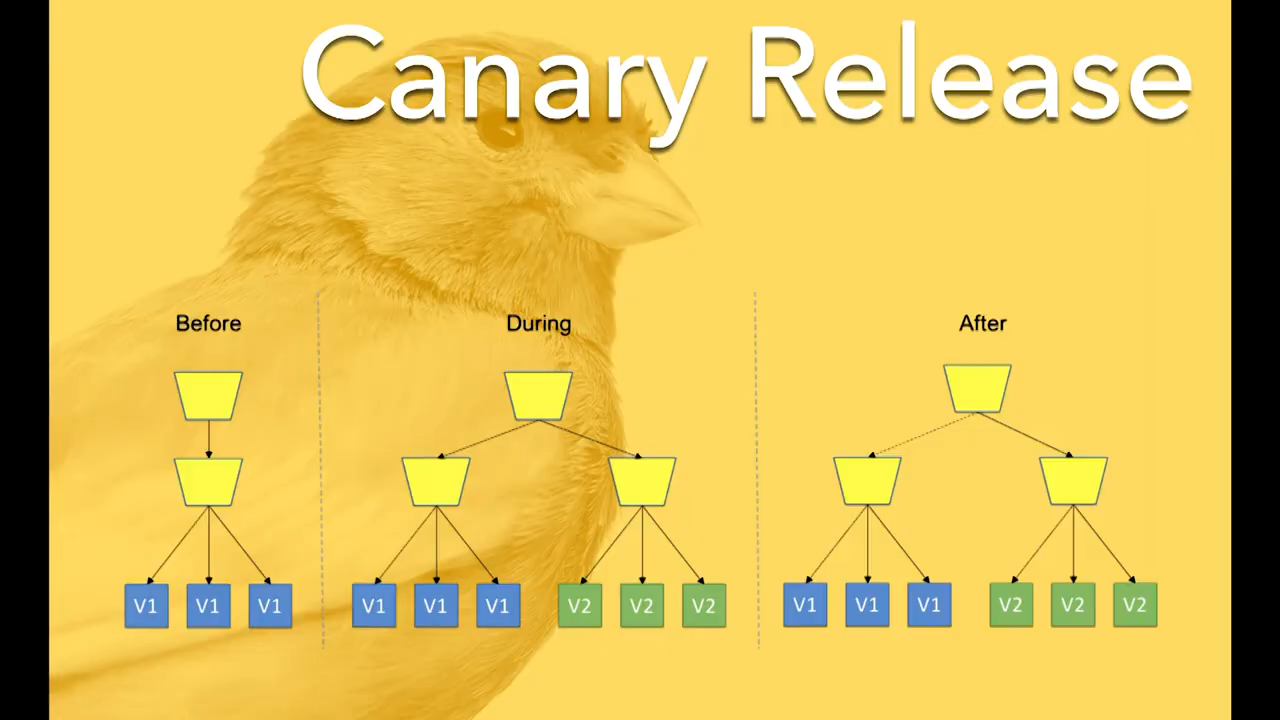 Canary Release
Before
During
After
V1 V1 V1
V1 V1 V1 V2 V2 V2
V1 V1 V1 V2 V2 V2